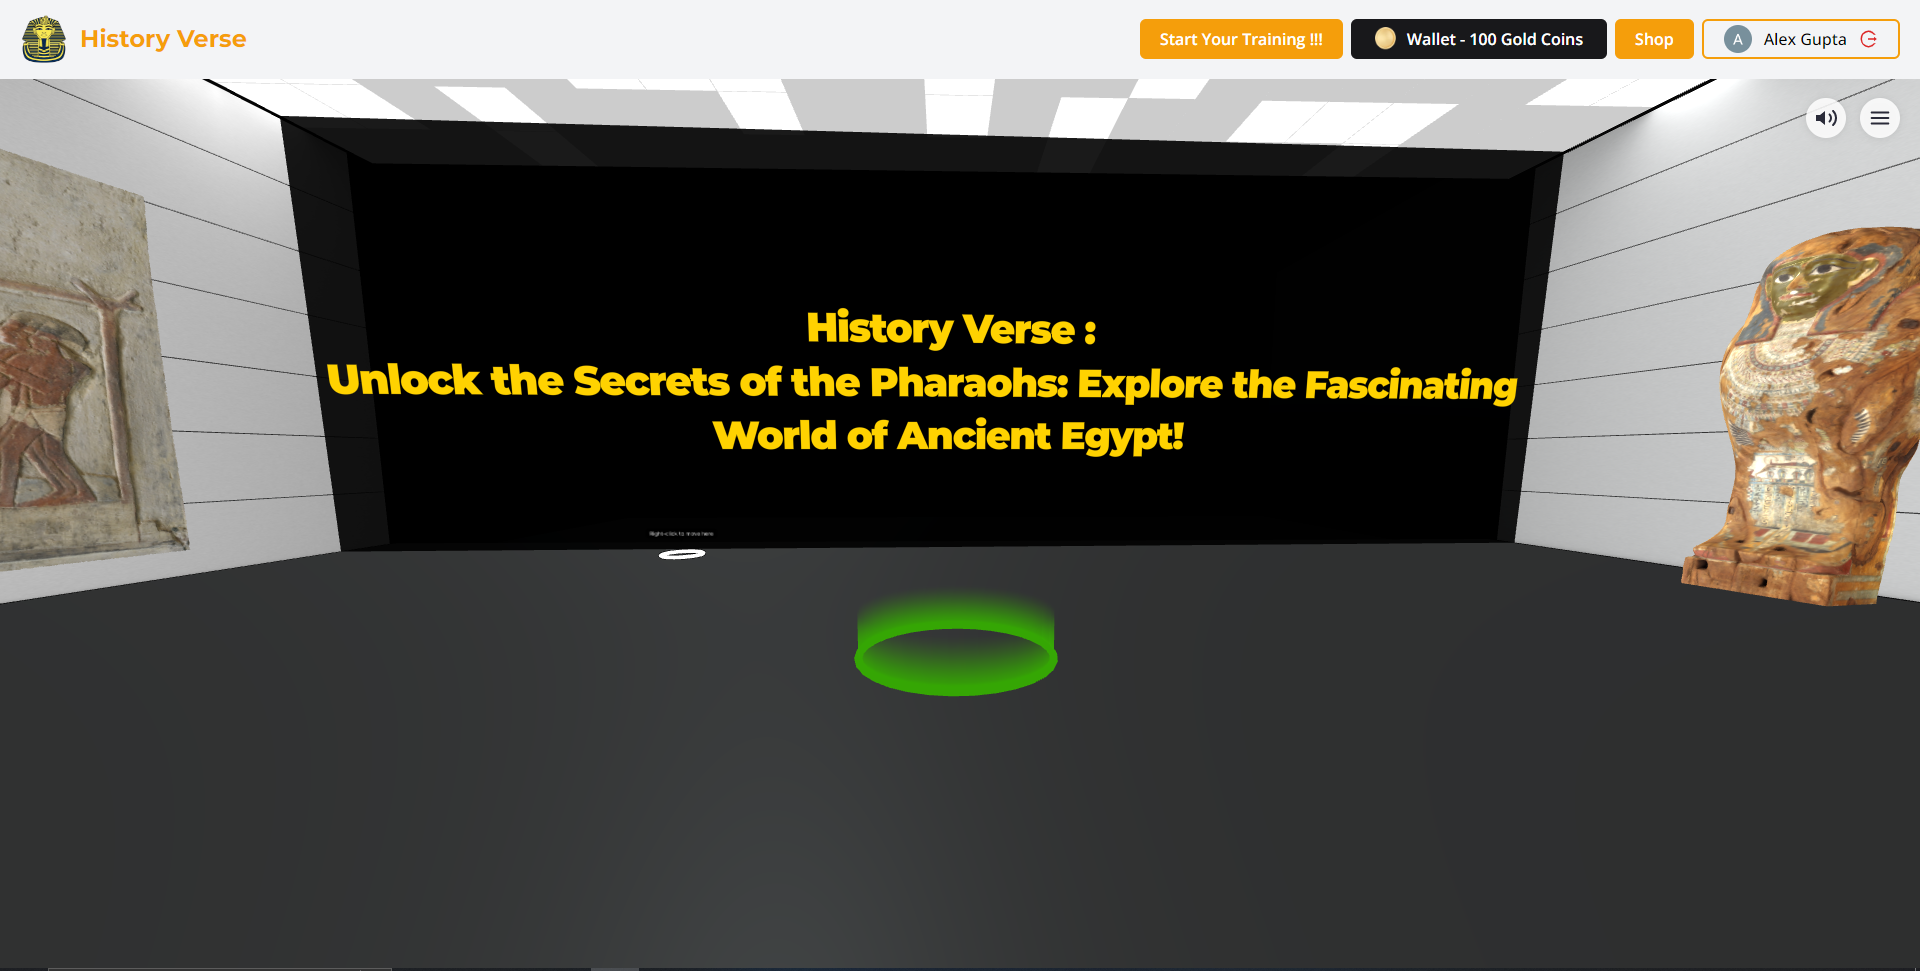 History Verse
Start Your Training !!!
Wallet - 100 Gold Coins
Shop
A
Alex Gupta
History Verse :
Unlock the Secrets of the Pharaohs: Explore the Fascinating
World of Ancient Egypt!
Right-click to move here